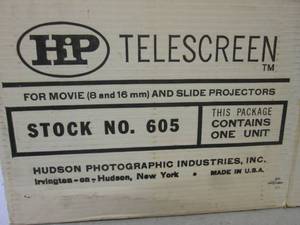 HiP TELESCREEN TM
FOR MOVIE (8 and 16 mm) AND SLIDE PROJECTORS
STOCK NO. 605
THIS PACKAGE
CONTAINS
ONE UNIT
HUDSON PHOTOGRAPHIC INDUSTRIES, INC.
Irvington-on-Hudson, New York • MADE IN U.S.A.